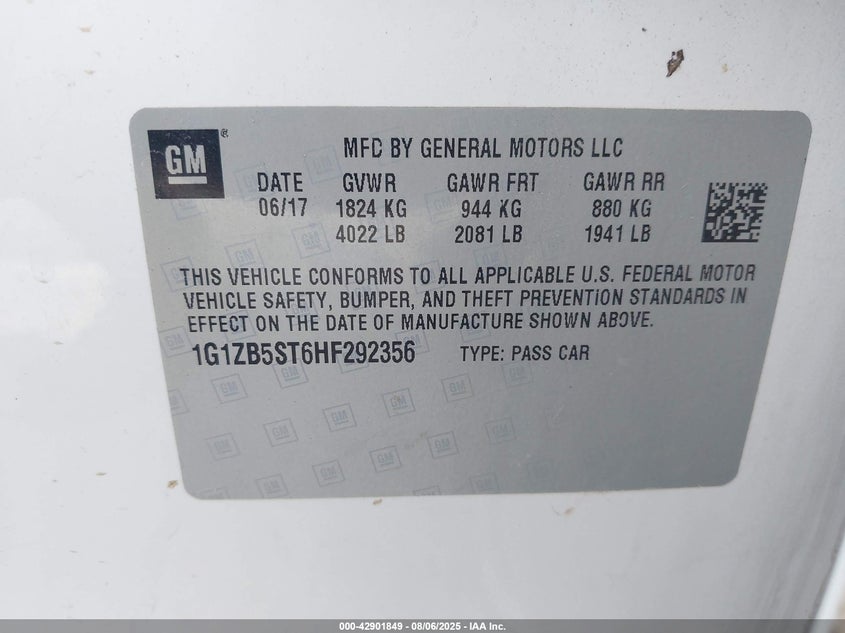 GM ®
MFD BY GENERAL MOTORS LLC
DATE GVWR GAWR FRT GAWR RR
06/17 1824 KG 944 KG 880 KG
4022 LB 2081 LB 1941 LB
THIS VEHICLE CONFORMS TO ALL APPLICABLE U.S. FEDERAL MOTOR
VEHICLE SAFETY, BUMPER, AND THEFT PREVENTION STANDARDS IN
EFFECT ON THE DATE OF MANUFACTURE SHOWN ABOVE.
1G1ZB5ST6HF292356 TYPE: PASS CAR
000-42901849 - 08/06/2025 - IAA Inc.